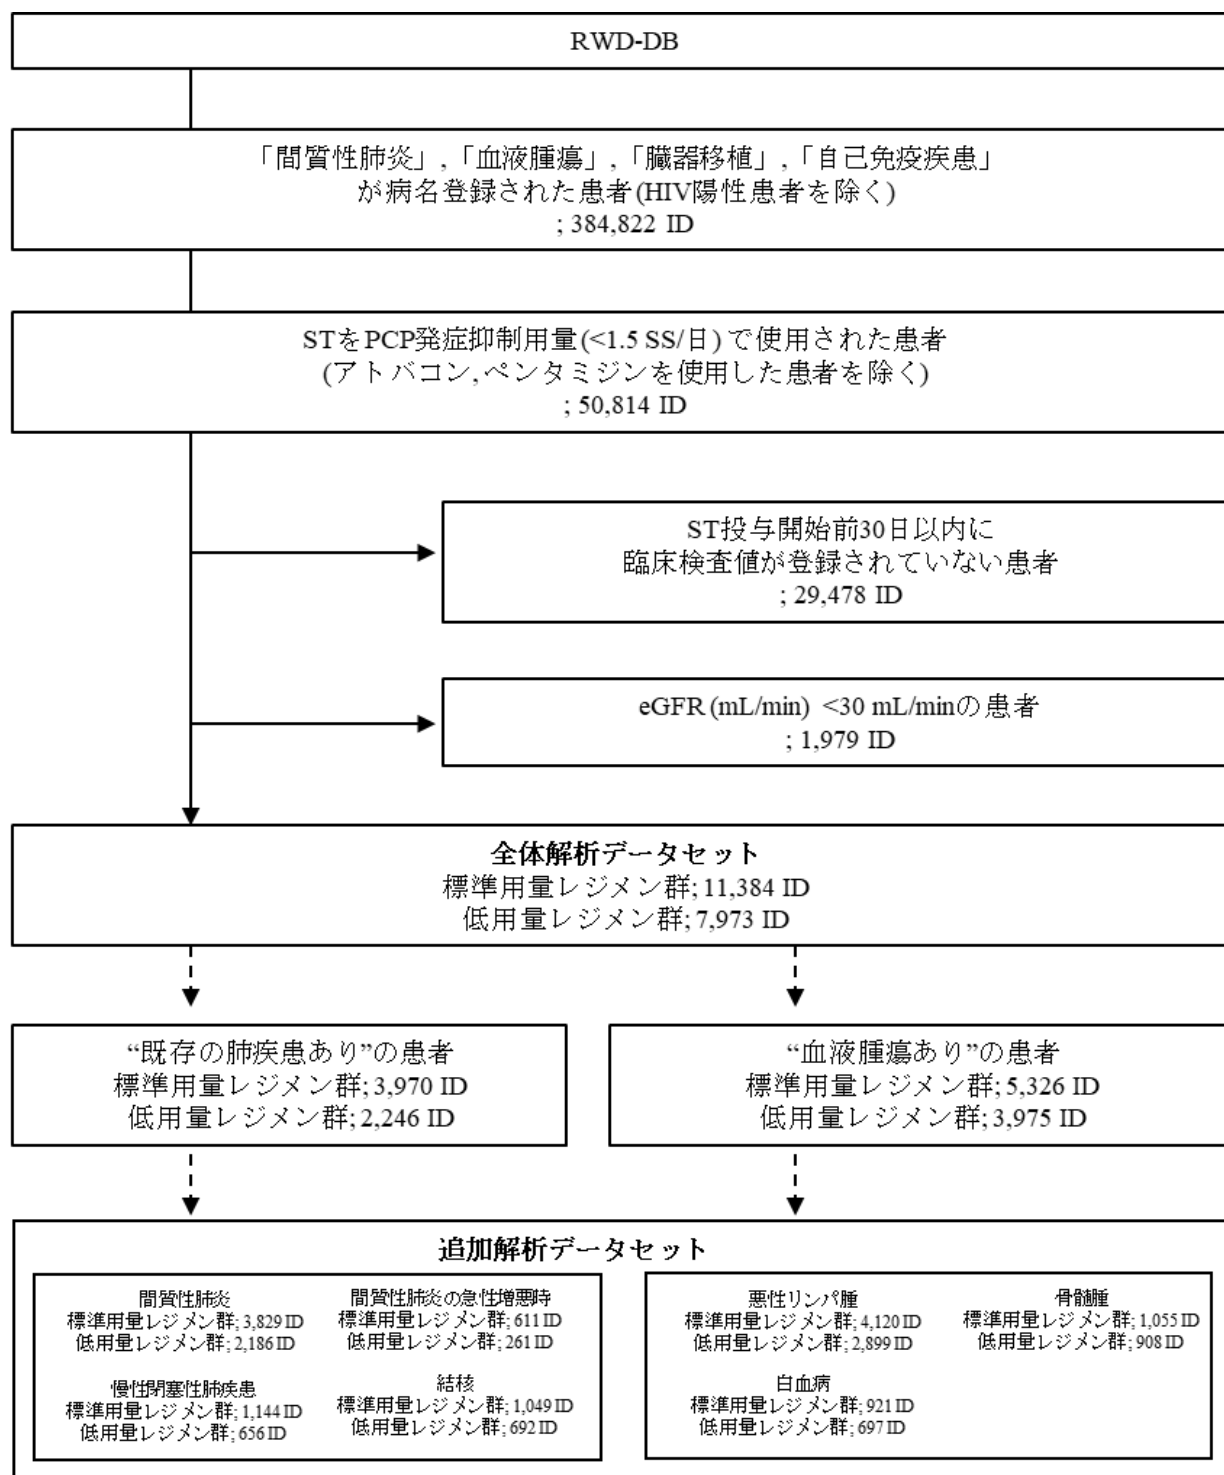 RWD-DB
「間質性肺炎」,「血液腫瘍」,「臓器移植」,「自己免疫疾患」
が病名登録された患者(HIV陽性患者を除く)
; 384,822 ID
STをPCP発症抑制用量(<1.5 SS/日) で使用された患者
(アトバコン,ペンタミジンを使用した患者を除く)
; 50,814 ID
ST投与開始前30日以内に
臨床検査値が登録されていない患者
; 29,478 ID
eGFR (mL/min) <30 mL/minの患者
; 1,979 ID
全体解析データセット
標準用量レジメン群; 11,384 ID
低用量レジメン群; 7,973 ID
“既存の肺疾患あり”の患者
標準用量レジメン群; 3,970 ID
低用量レジメン群; 2,246 ID
“血液腫瘍あり”の患者
標準用量レジメン群; 5,326 ID
低用量レジメン群; 3,975 ID
追加解析データセット
間質性肺炎
標準用量レジメン群; 3,829 ID
低用量レジメン群; 2,186 ID
間質性肺炎の急性増悪時
標準用量レジメン群; 611 ID
低用量レジメン群; 261 ID
慢性閉塞性肺疾患
標準用量レジメン群; 1,144 ID
低用量レジメン群; 656 ID
結核
標準用量レジメン群; 1,049 ID
低用量レジメン群; 692 ID
悪性リンパ腫
標準用量レジメン群; 4,120 ID
低用量レジメン群; 2,899 ID
骨髄腫
標準用量レジメン群; 1,055 ID
低用量レジメン群; 908 ID
白血病
標準用量レジメン群; 921 ID
低用量レジメン群; 697 ID